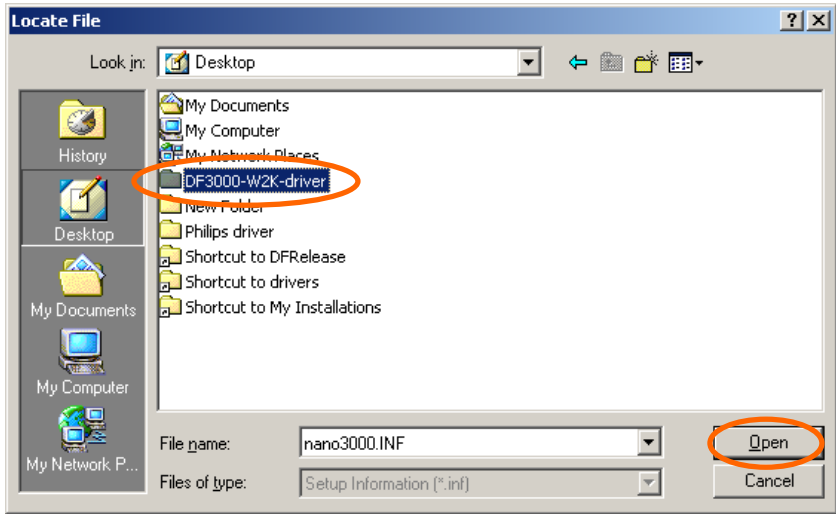 Locate File
Look in:
Desktop
History
Desktop
My Documents
My Computer
My Network P...
My Documents
My Computer
My Network Places
DF3000-W2K-driver
New Folder
Philips driver
Shortcut to DFRelease
Shortcut to drivers
Shortcut to My Installations
File name:
nano3000.INF
Open
Files of type:
Setup Information (*.inf)
Cancel